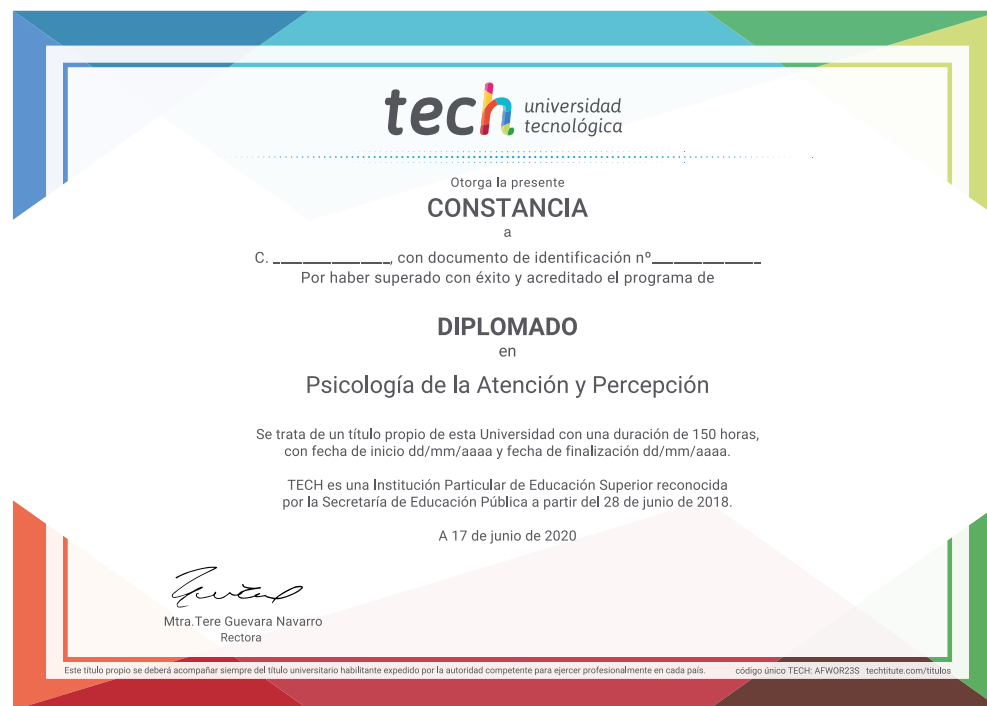 tech universidad
tecnológica
Otorga la presente
CONSTANCIA
a
C. ______________, con documento de identificación nº_____________
Por haber superado con éxito y acreditado el programa de
DIPLOMADO
en
Psicología de la Atención y Percepción
Se trata de un título propio de esta Universidad con una duración de 150 horas,
con fecha de inicio dd/mm/aaaa y fecha de finalización dd/mm/aaaa.
TECH es una Institución Particular de Educación Superior reconocida
por la Secretaría de Educación Pública a partir del 28 de junio de 2018.
A 17 de junio de 2020
Mtra.Tere Guevara Navarro
Rectora
Este título propio se deberá acompañar siempre del título universitario habilitante expedido por la autoridad competente para ejercer profesionalmente en cada país. código único TECH: AFWOR23S techtitute.com/titulos